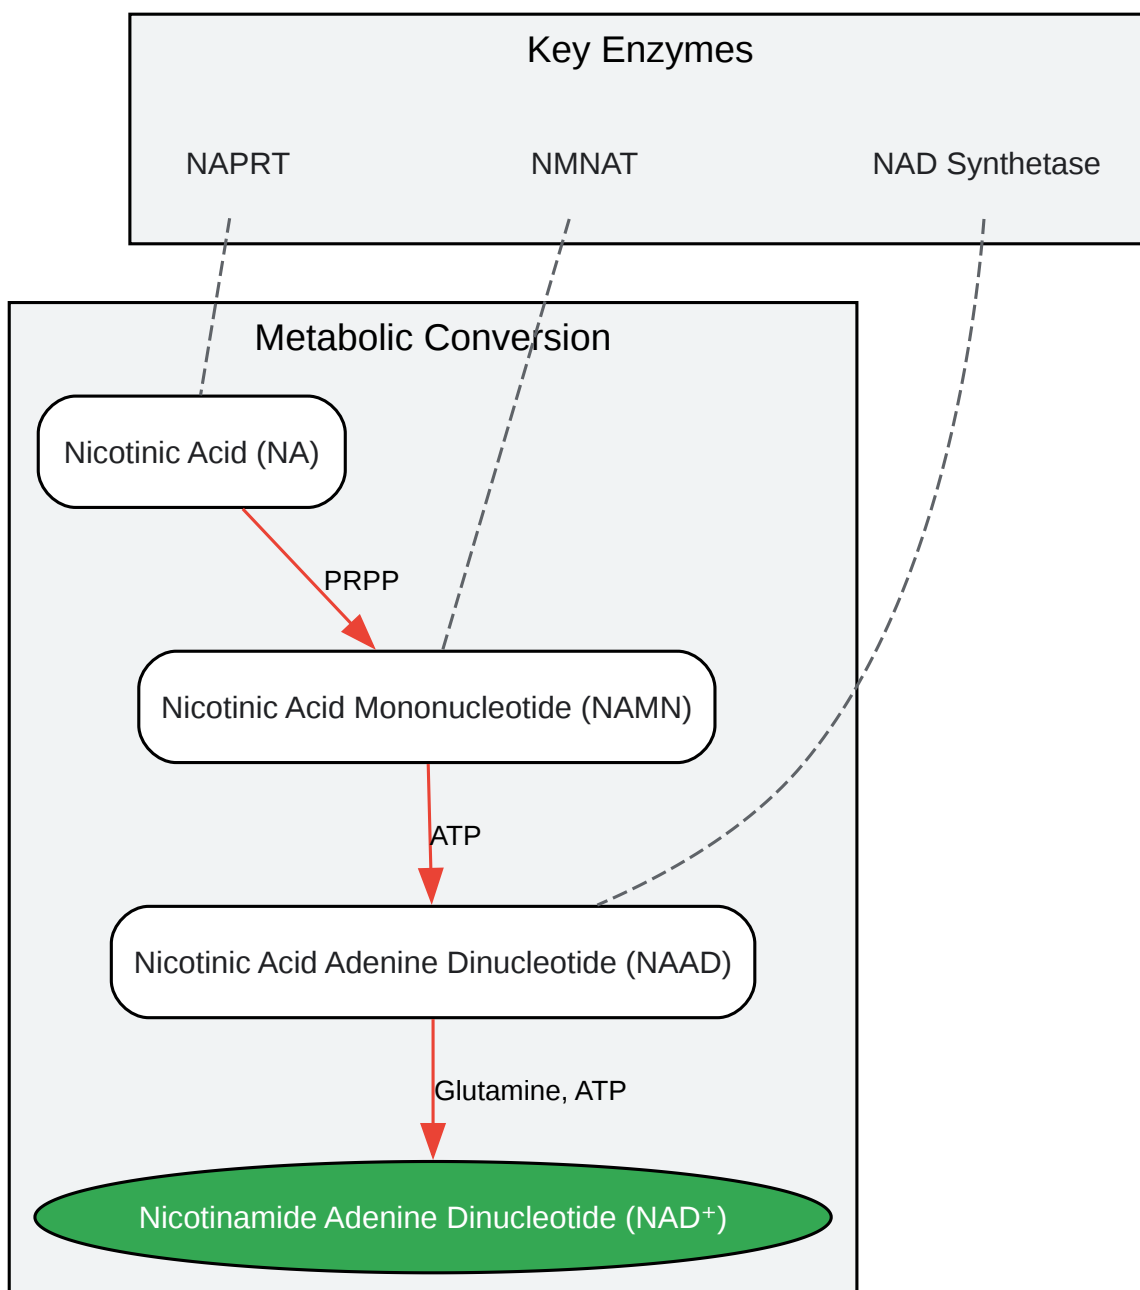 Key Enzymes
NAPRT
NMNAT
NAD Synthetase
Metabolic Conversion
Nicotinic Acid (NA)
PRPP
Nicotinic Acid Mononucleotide (NAMN)
ATP
Nicotinic Acid Adenine Dinucleotide (NAAD)
Glutamine, ATP
Nicotinamide Adenine Dinucleotide (NAD⁺)